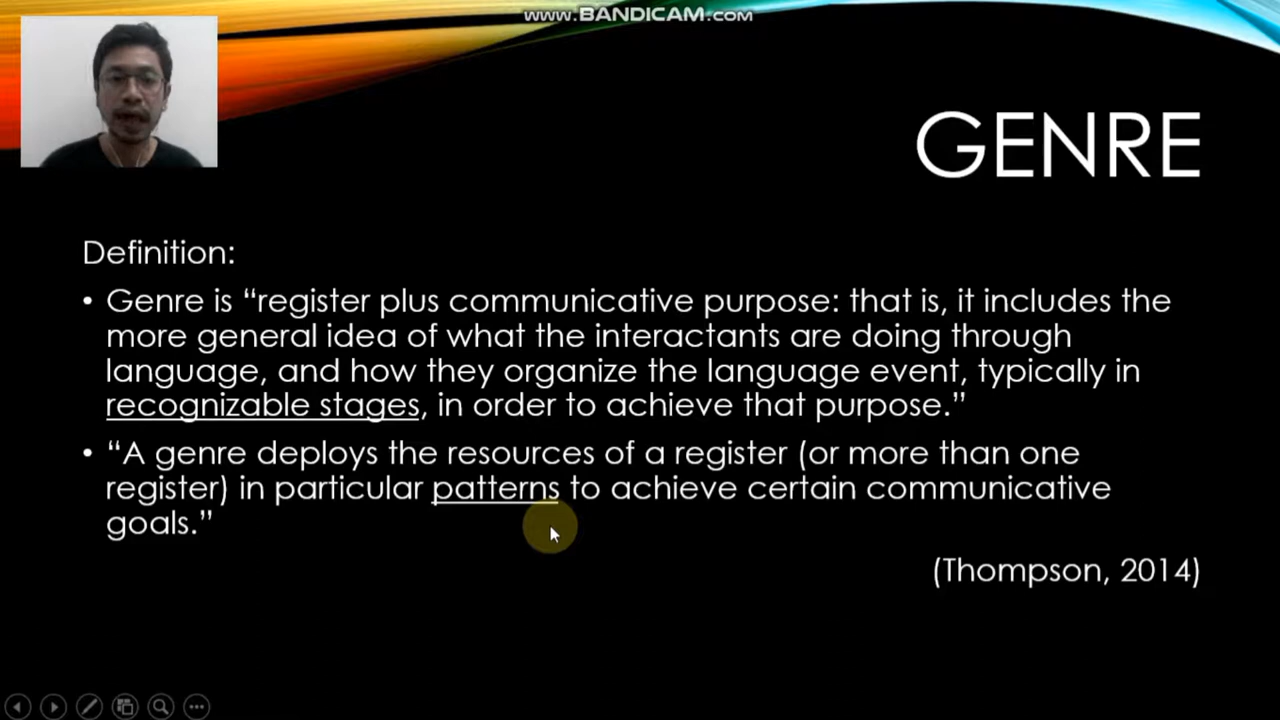 www.BANDICAM.com
GENRE
Definition:
• Genre is “register plus communicative purpose: that is, it includes the
more general idea of what the interactants are doing through
language, and how they organize the language event, typically in
recognizable stages, in order to achieve that purpose.”
• “A genre deploys the resources of a register (or more than one
register) in particular patterns to achieve certain communicative
goals.”
(Thompson, 2014)